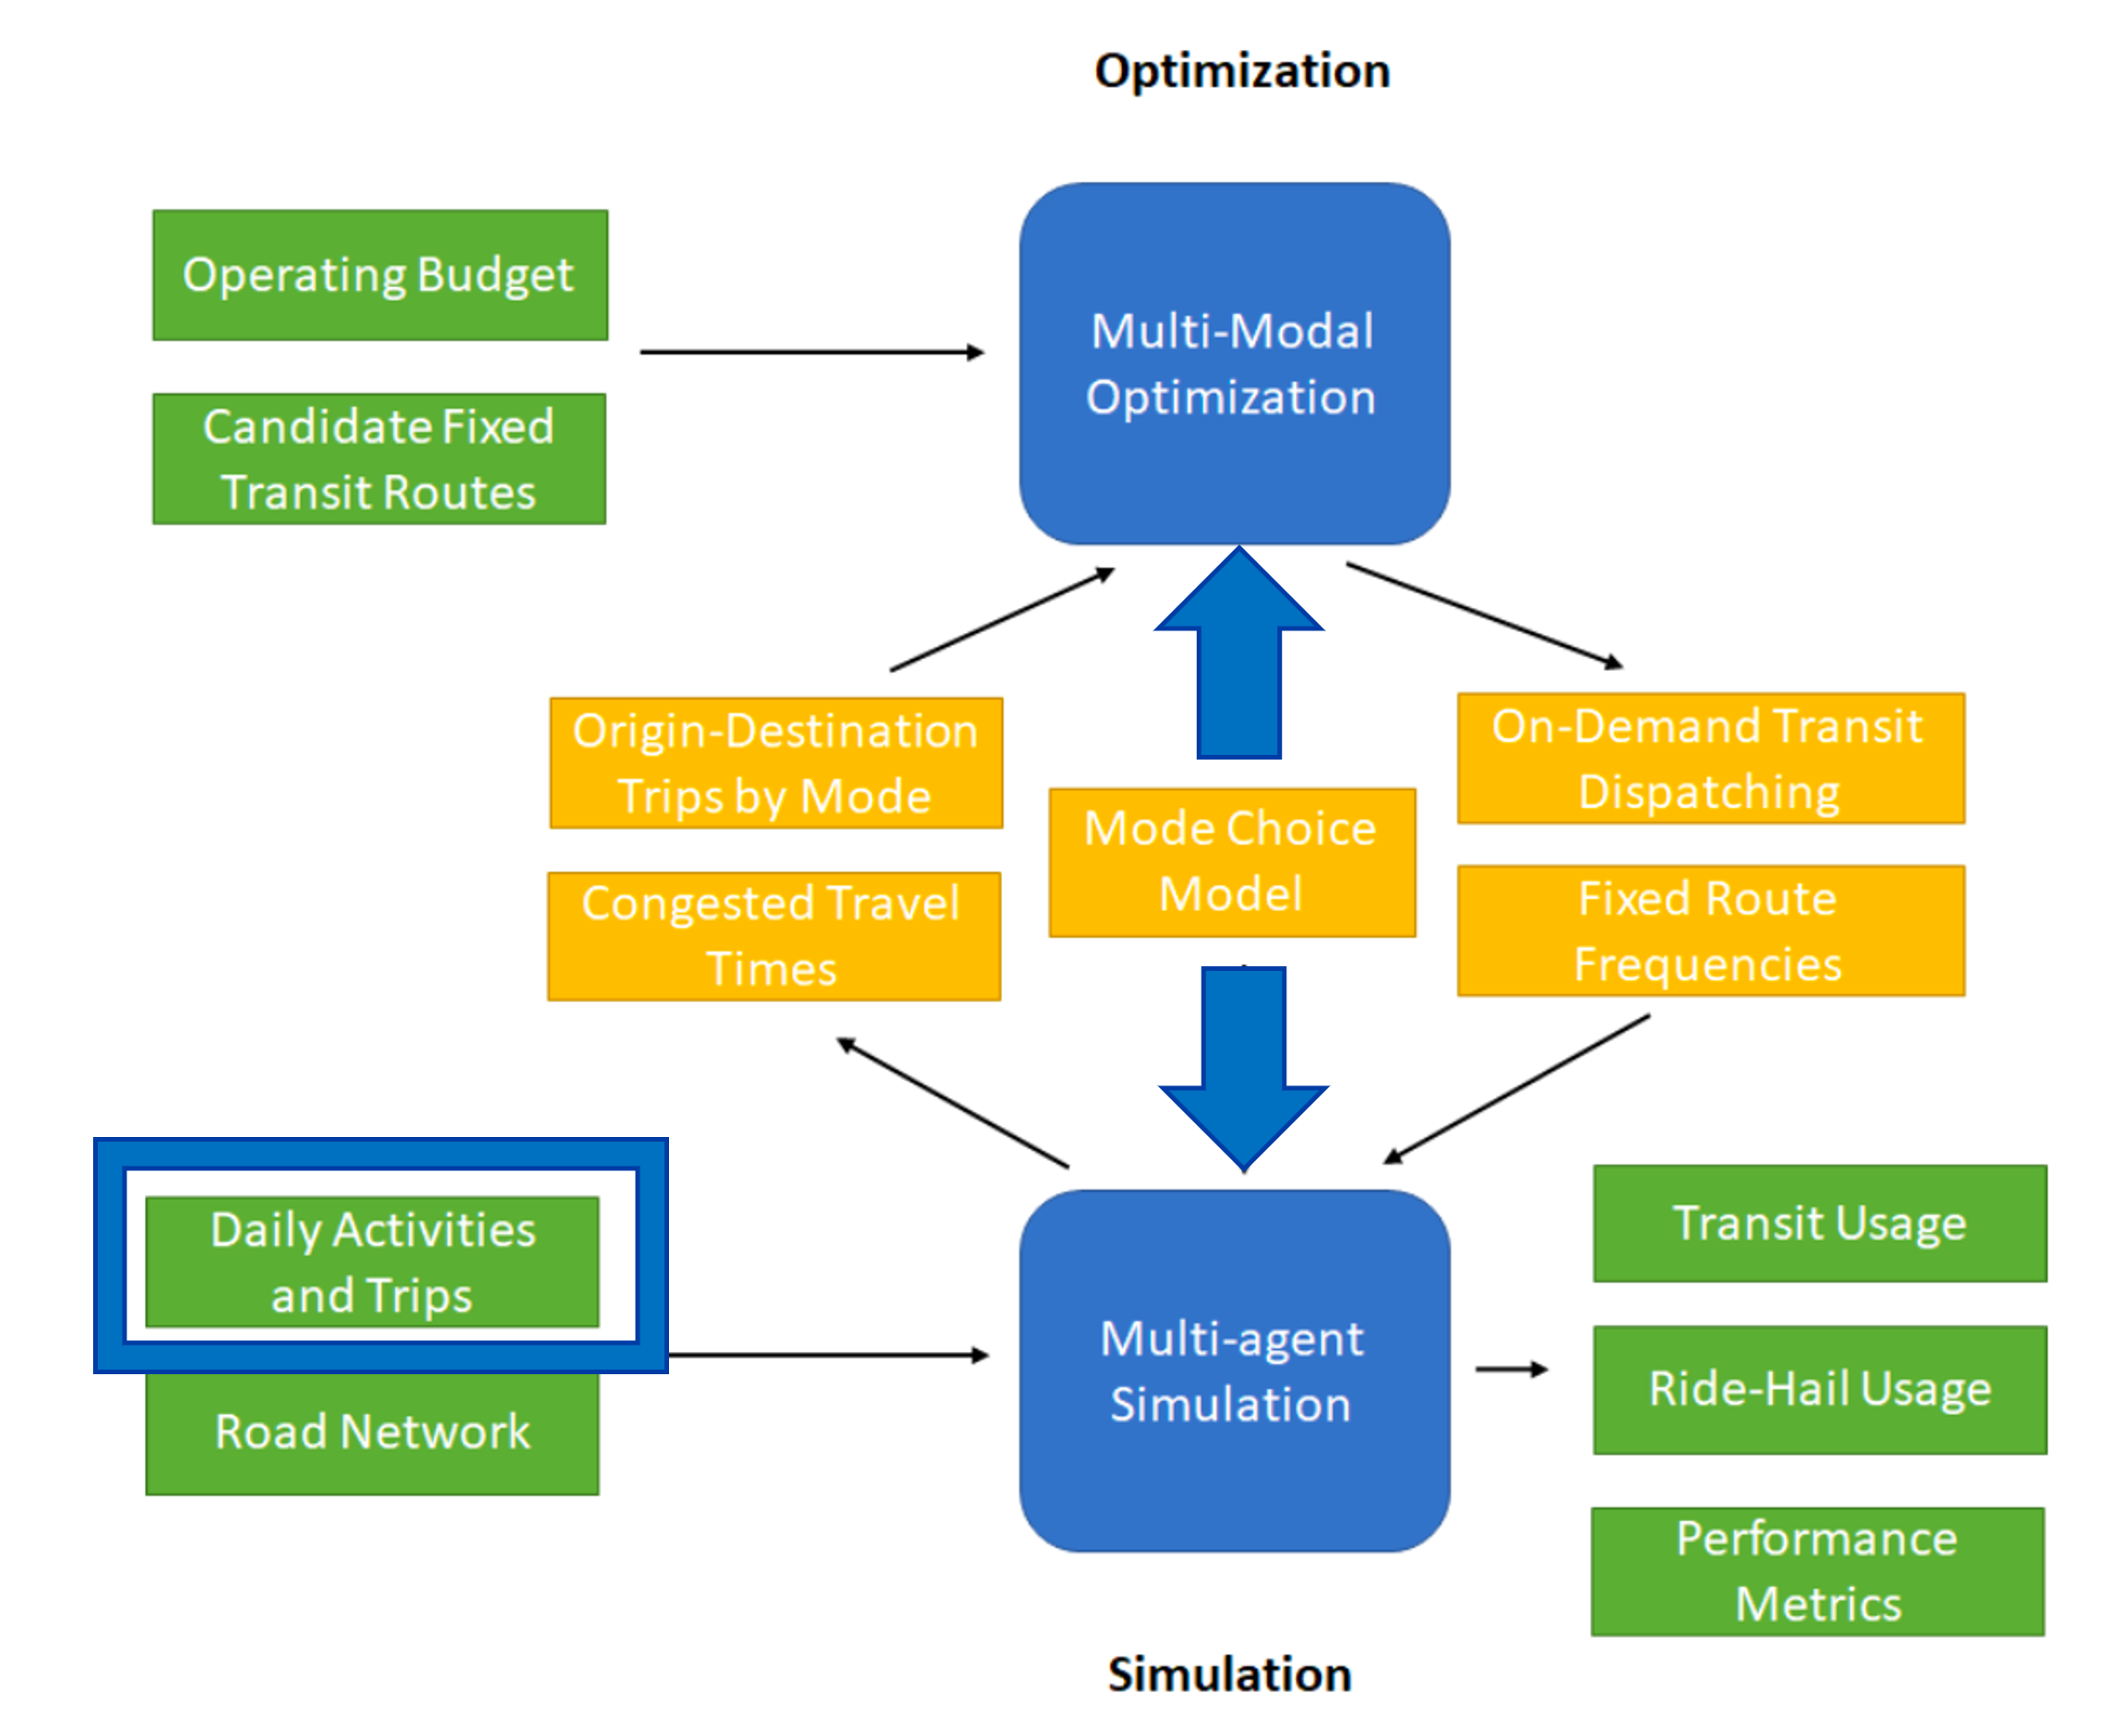 Optimization
Operating Budget
Candidate Fixed
Transit Routes
Multi-Modal
Optimization
Origin-Destination
Trips by Mode
Congested Travel
Times
Mode Choice
Model
On-Demand Transit
Dispatching
Fixed Route
Frequencies
Daily Activities
and Trips
Road Network
Multi-agent
Simulation
Transit Usage
Ride-Hail Usage
Performance
Metrics
Simulation